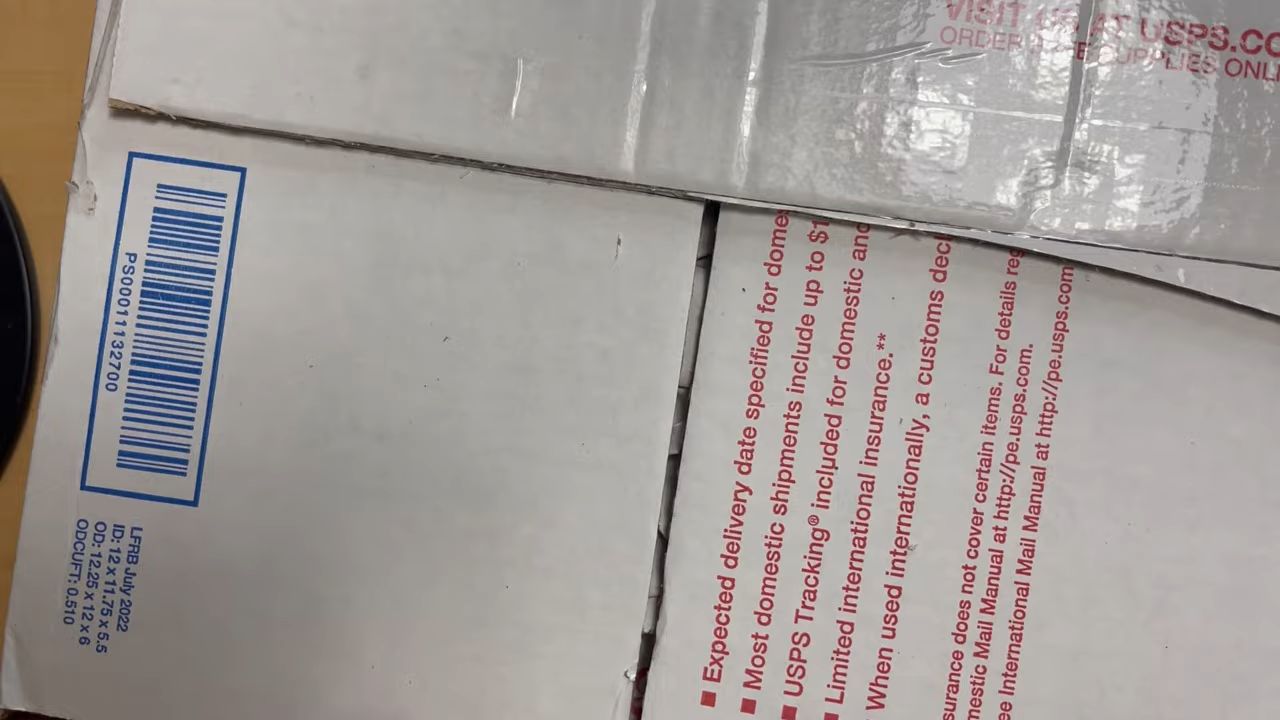 VISIT US AT USPS.CO
ORDER FREE SUPPLIES ONLI
PS00011132700
LFRB July 2022
ID: 12 x 11.75 x 5.5
OD: 12.25 x 12 x 6
ODCUFT: 0.510
■ Expected delivery date specified for domes
■ Most domestic shipments include up to $1
■ USPS Tracking® included for domestic and
■ Limited international insurance.**
When used internationally, a customs decl
surance does not cover certain items. For details reg
mestic Mail Manual at http://pe.usps.com.
ee International Mail Manual at http://pe.usps.com